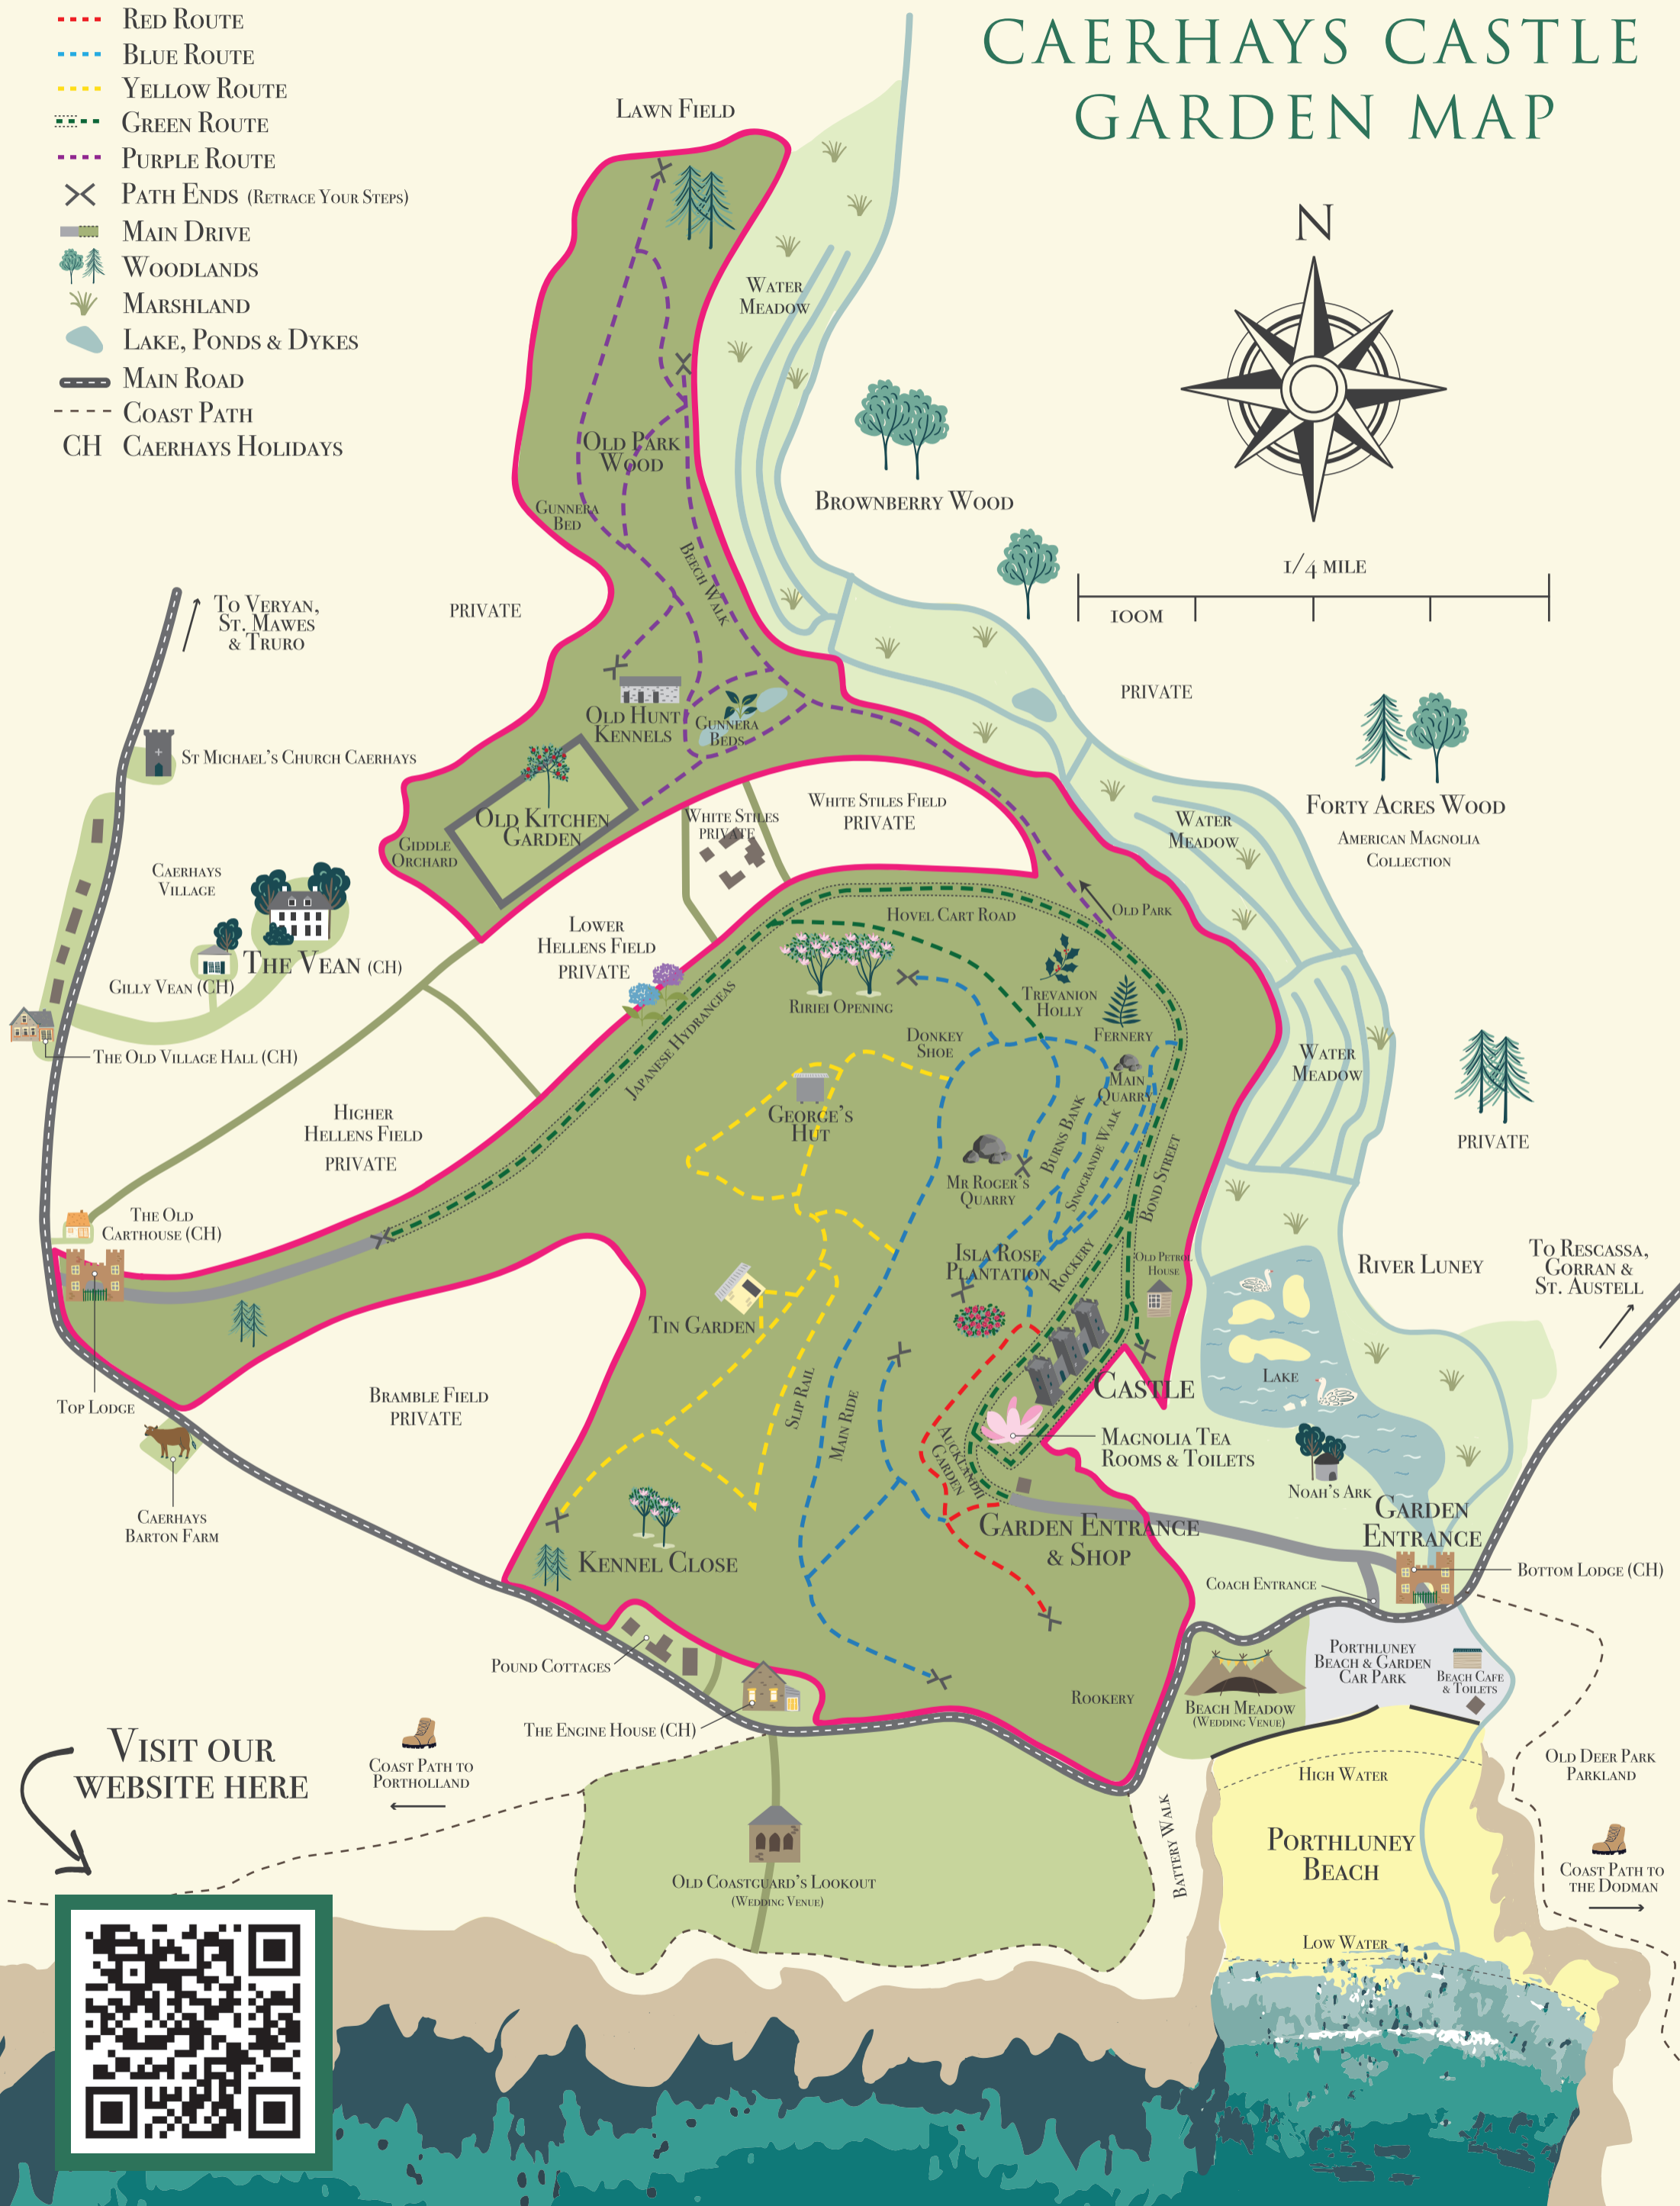 CAERHAYS CASTLE
GARDEN MAP
RED ROUTE
BLUE ROUTE
YELLOW ROUTE
GREEN ROUTE
PURPLE ROUTE
PATH ENDS (RETRACE YOUR STEPS)
MAIN DRIVE
WOODLANDS
MARSHLAND
LAKE, PONDS & DYKES
MAIN ROAD
COAST PATH
CH CAERHAYS HOLIDAYS
N
1/4 MILE
100M
LAWN FIELD
WATER
MEADOW
OLD PARK
WOOD
GUNNERA
BED
BEECH WALK
BROWNBERRY WOOD
PRIVATE
TO VERYAN,
ST. MAWES
& TRURO
PRIVATE
ST MICHAEL'S CHURCH CAERHAYS
OLD HUNT
KENNELS
GUNNERA
BEDS
OLD KITCHEN
GARDEN
GIDDLE
ORCHARD
WHITE STILES
PRIVATE
WHITE STILES FIELD
PRIVATE
WATER
MEADOW
FORTY ACRES WOOD
AMERICAN MAGNOLIA
COLLECTION
CAERHAYS
VILLAGE
THE VEAN (CH)
GILLY VEAN (CH)
THE OLD VILLAGE HALL (CH)
LOWER
HELLENS FIELD
PRIVATE
HOVEL CART ROAD
OLD PARK
JAPANESE HYDRANGEAS
RIRIEI OPENING
TREVANION
HOLLY
FERNERY
DONKEY
SHOE
MAIN
QUARRY
WATER
MEADOW
PRIVATE
HIGHER
HELLENS FIELD
PRIVATE
GEORGE'S
HUT
MR ROGER'S
QUARRY
BURNS BANK
SINOGRANDE WALK
BOND STREET
THE OLD
CARTHOUSE (CH)
ISLA ROSE
PLANTATION
ROCKERY
OLD PETROL
HOUSE
RIVER LUNEY
TO RESCASSA,
GORRAN &
ST. AUSTELL
TIN GARDEN
SLIP RAIL
MAIN RIDE
CASTLE
LAKE
TOP LODGE
BRAMBLE FIELD
PRIVATE
AUCKLANDII
GARDEN
MAGNOLIA TEA
ROOMS & TOILETS
NOAH'S ARK
CAERHAYS
BARTON FARM
KENNEL CLOSE
GARDEN ENTRANCE
& SHOP
GARDEN
ENTRANCE
BOTTOM LODGE (CH)
COACH ENTRANCE
POUND COTTAGES
THE ENGINE HOUSE (CH)
ROOKERY
PORTHLUNEY
BEACH & GARDEN
CAR PARK
BEACH CAFE
& TOILETS
BEACH MEADOW
(WEDDING VENUE)
VISIT OUR
WEBSITE HERE
COAST PATH TO
PORTHOLLAND
HIGH WATER
OLD DEER PARK
PARKLAND
BATTERY WALK
PORTHLUNEY
BEACH
COAST PATH TO
THE DODMAN
OLD COASTGUARD'S LOOKOUT
(WEDDING VENUE)
LOW WATER